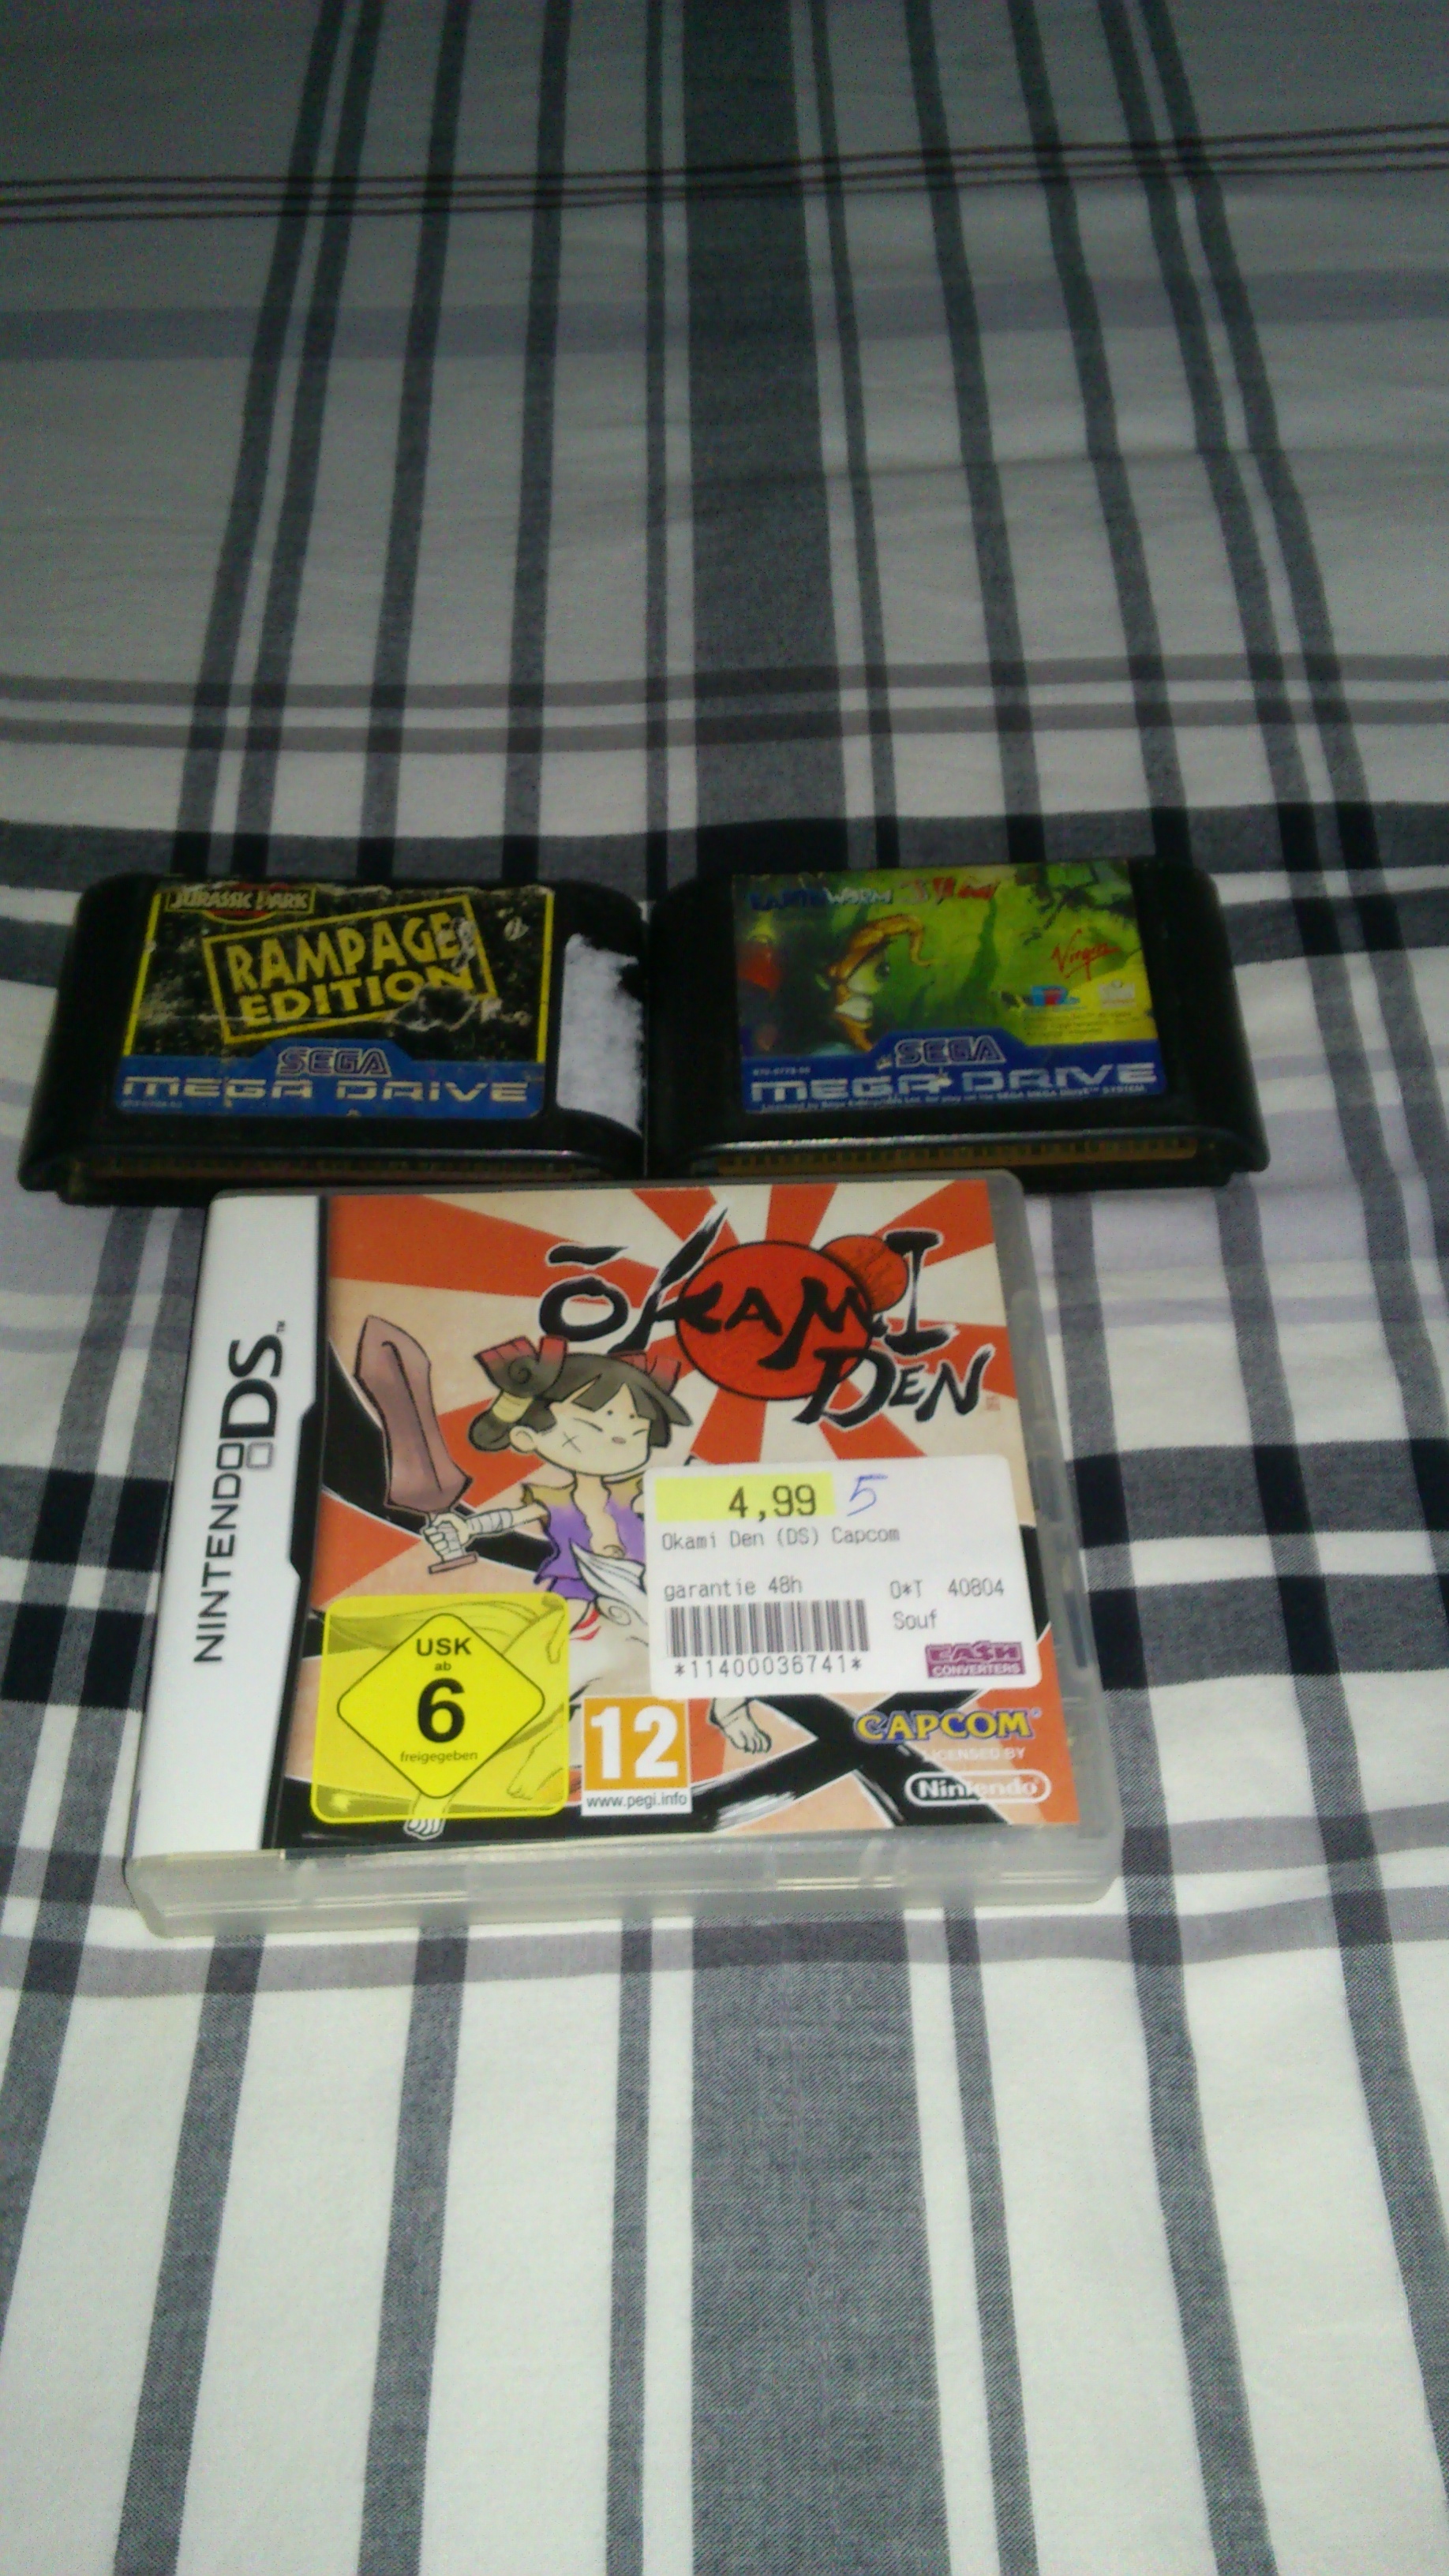 JURASSIC PARK
RAMPAGE
EDITION
SEGA
MEGA DRIVE
EARTHWORM JIM
Virgin
SEGA
MEGA DRIVE
NINTENDO DS
ŌKAMI
DEN
4,99 5
Okami Den (DS) Capcom
garantie 48h O*T 40804
Souf
*11400036741*
CASH
CONVERTERS
USK
ab
6
freigegeben
12
www.pegi.info
CAPCOM
LICENSED BY
Nintendo